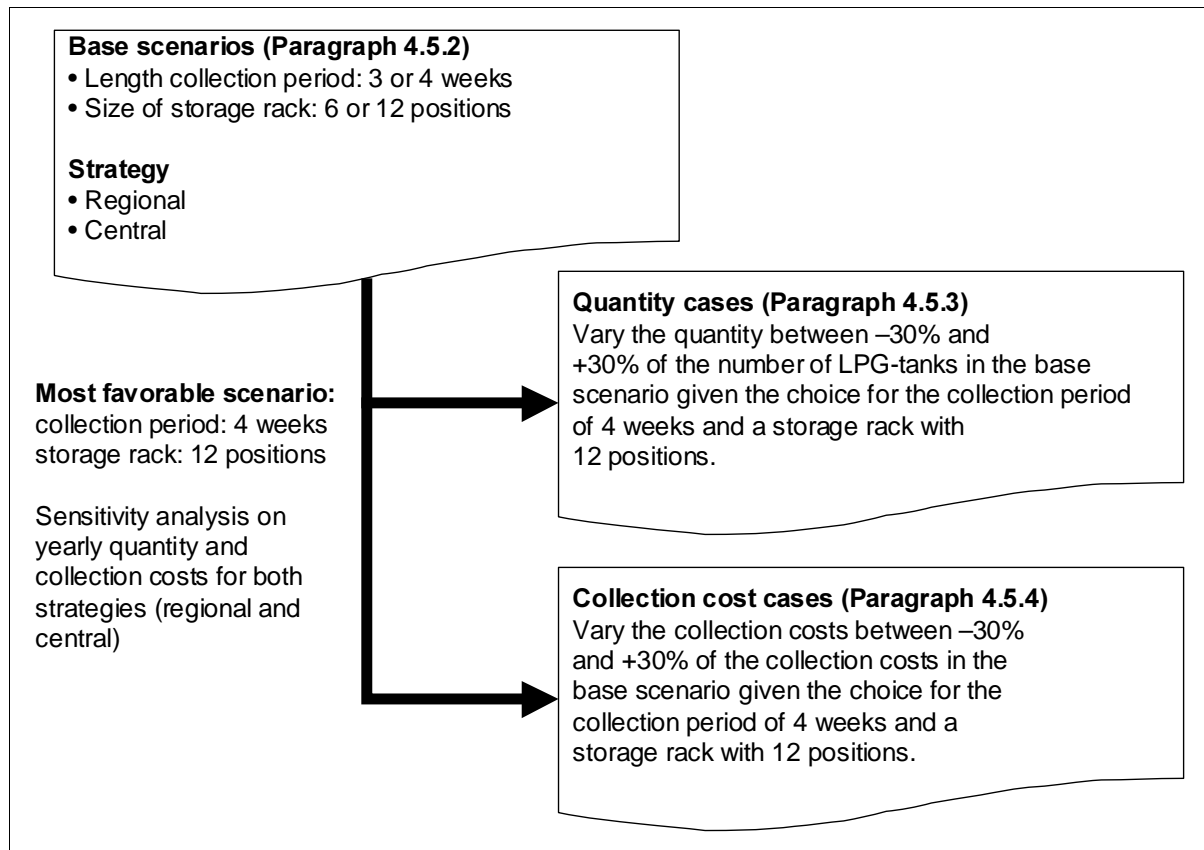 Base scenarios (Paragraph 4.5.2)
• Length collection period: 3 or 4 weeks
• Size of storage rack: 6 or 12 positions
Strategy
• Regional
• Central
Most favorable scenario:
collection period: 4 weeks
storage rack: 12 positions
Sensitivity analysis on
yearly quantity and
collection costs for both
strategies (regional and
central)
Quantity cases (Paragraph 4.5.3)
Vary the quantity between –30% and
+30% of the number of LPG-tanks in the base
scenario given the choice for the collection period
of 4 weeks and a storage rack with
12 positions.
Collection cost cases (Paragraph 4.5.4)
Vary the collection costs between –30%
and +30% of the collection costs in the
base scenario given the choice for the
collection period of 4 weeks and a
storage rack with 12 positions.